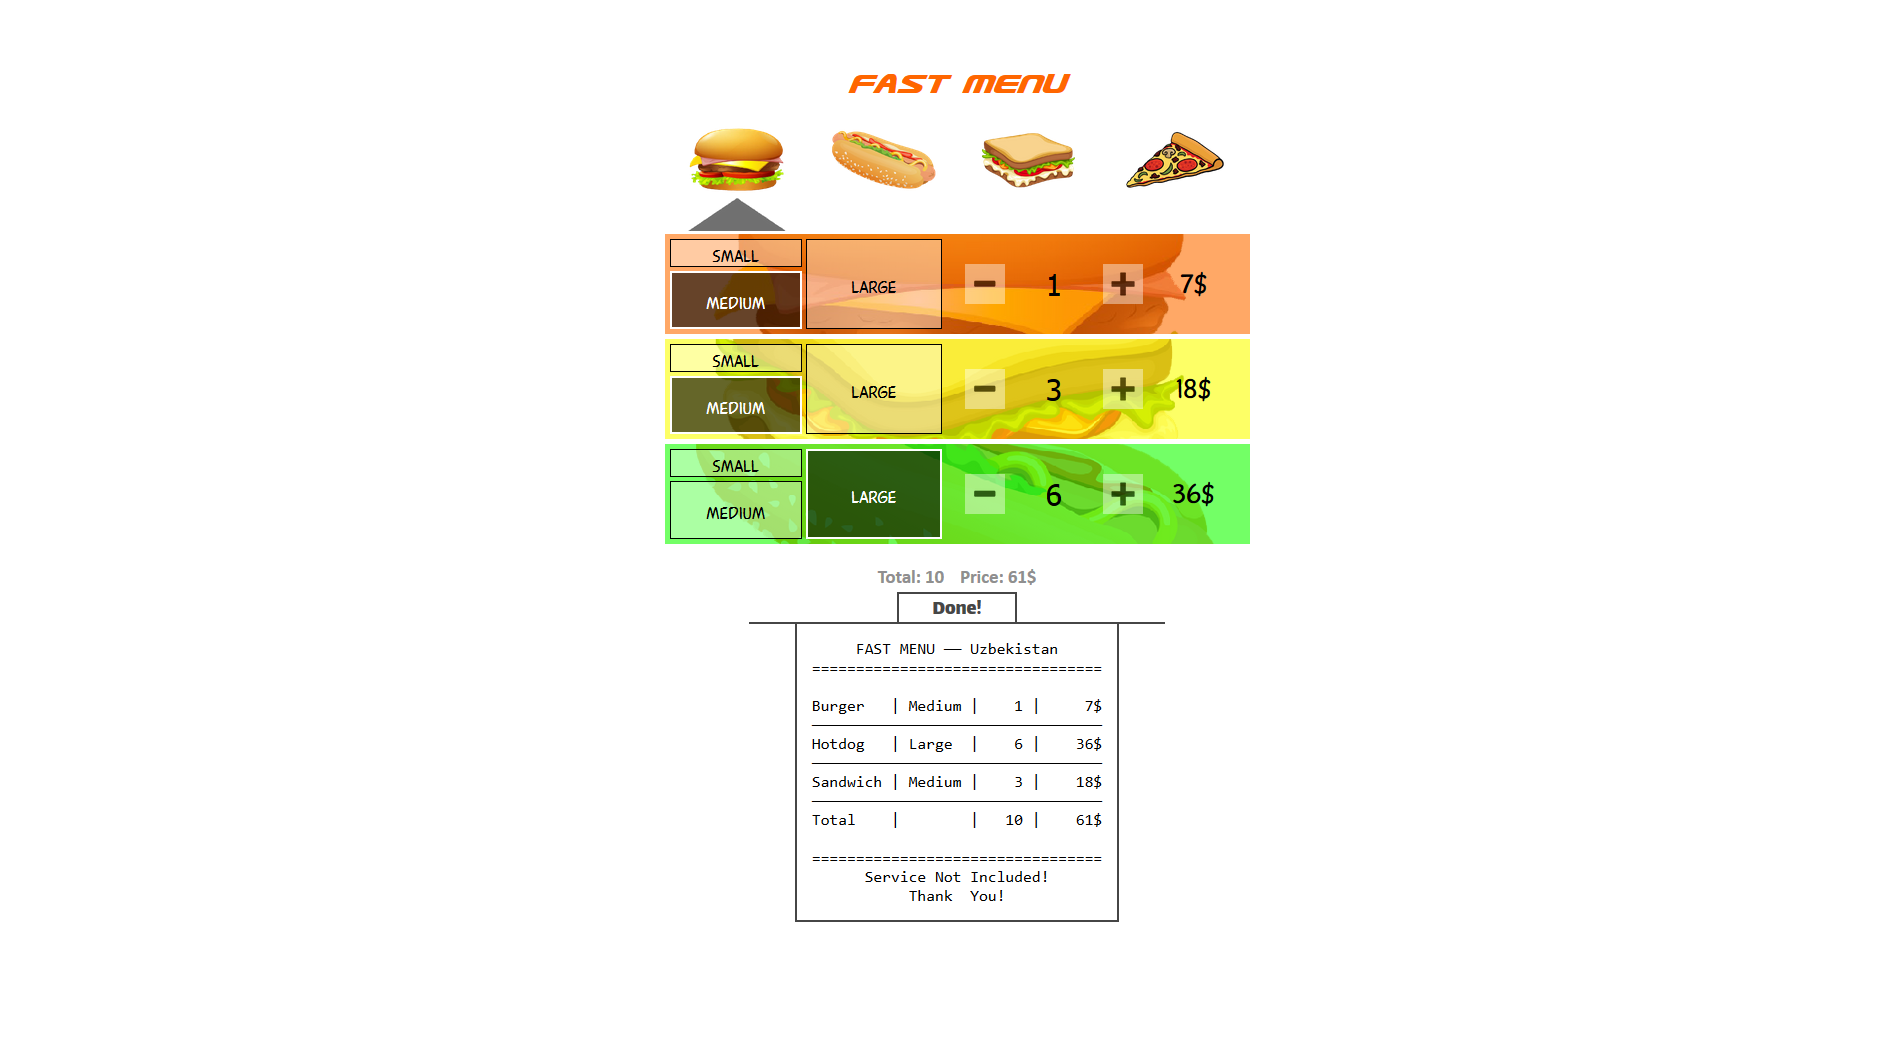 FAST MENU
SMALL
MEDIUM
LARGE
− 1 + 7$
SMALL
MEDIUM
LARGE
− 3 + 18$
SMALL
MEDIUM
LARGE
− 6 + 36$
Total: 10 Price: 61$
Done!
FAST MENU —— Uzbekistan
=================================
Burger | Medium | 1 | 7$
Hotdog | Large | 6 | 36$
Sandwich | Medium | 3 | 18$
Total | | 10 | 61$
=================================
Service Not Included!
Thank You!